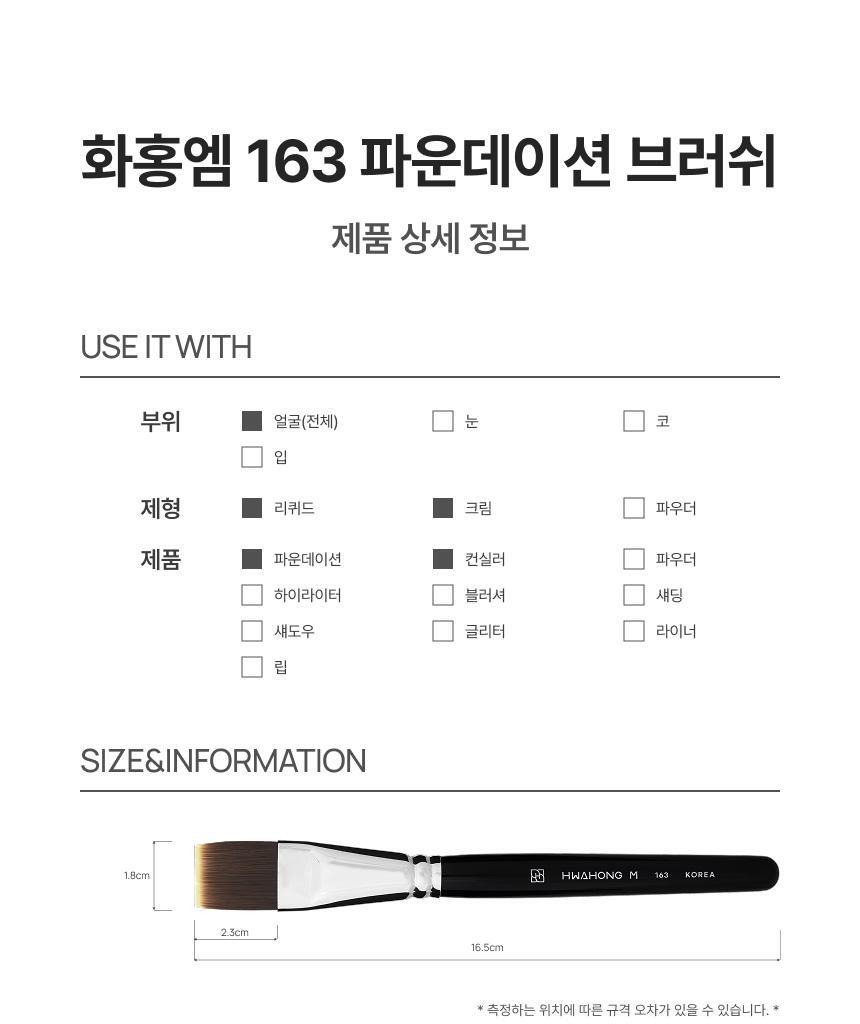 화홍엠 163 파운데이션 브러쉬
제품 상세 정보
USE IT WITH
부위 얼굴(전체) 눈 코
입
제형 리퀴드 크림 파우더
제품 파운데이션 컨실러 파우더
하이라이터 블러셔 섀딩
섀도우 글리터 라이너
립
SIZE&INFORMATION
1.8cm
HWAHONG M 163 KOREA
2.3cm
16.5cm
* 측정하는 위치에 따른 규격 오차가 있을 수 있습니다. *